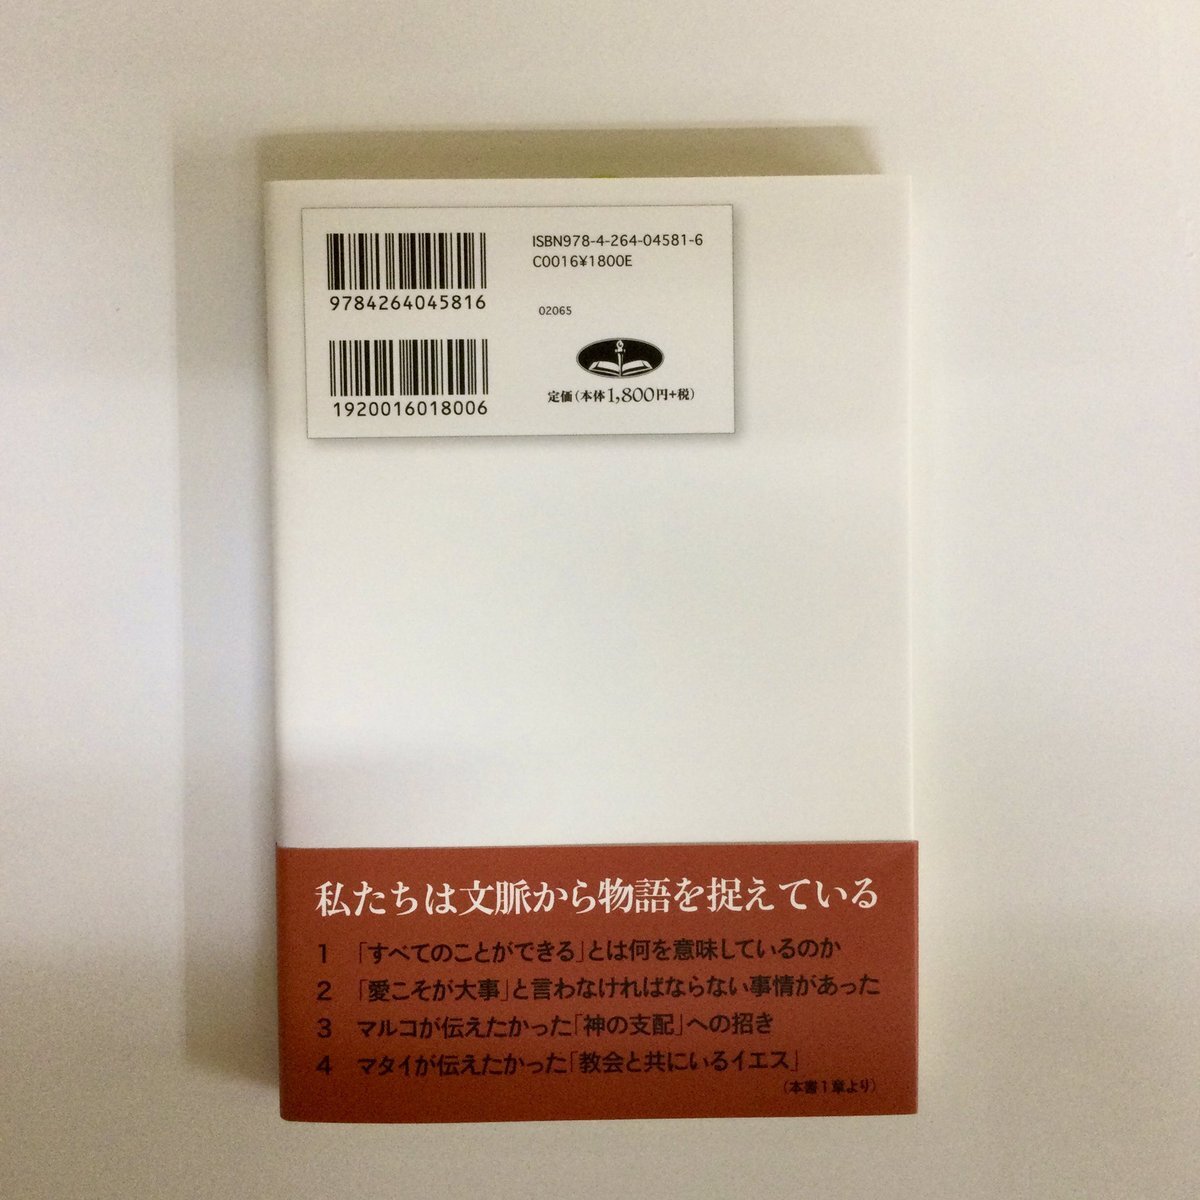 ISBN978-4-264-04581-6
C0016¥1800E
9784264045816
02065
1920016018006
定価(本体1,800円+税)
私たちは文脈から物語を捉えている
1 「すべてのことができる」とは何を意味しているのか
2 「愛こそが大事」と言わなければならない事情があった
3 マルコが伝えたかった「神の支配」への招き
4 マタイが伝えたかった「教会と共にいるイエス」
(本書1章より)